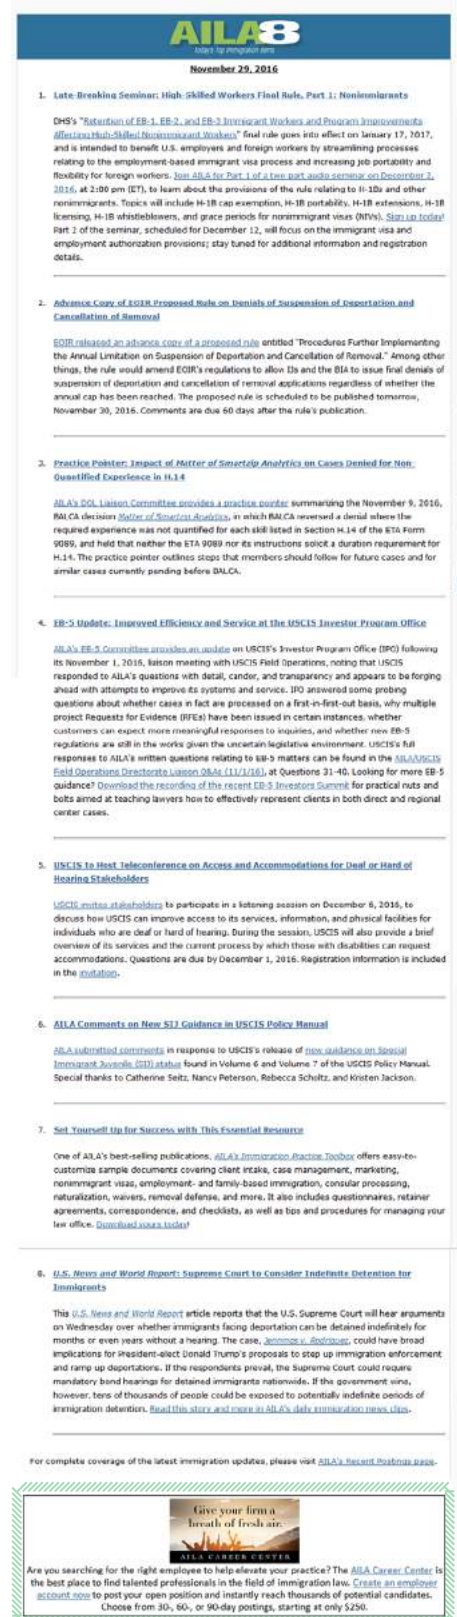 AILA8
today's top immigration items
November 29, 2016
1. Late-Breaking Seminar: High-Skilled Workers Final Rule, Part 1: Nonimmigrants
DHS's "Retention of EB-1, EB-2, and EB-3 Immigrant Workers and Program Improvements
Affecting High-Skilled Nonimmigrant Workers" final rule goes into effect on January 17, 2017,
and is intended to benefit U.S. employers and foreign workers by streamlining processes
relating to the employment-based immigrant visa process and increasing job portability and
flexibility for foreign workers. Join AILA for Part 1 of a two part audio seminar on December 2,
2016, at 2:00 pm (ET), to learn about the provisions of the rule relating to H-1Bs and other
nonimmigrants. Topics will include H-1B cap exemption, H-1B portability, H-1B extensions, H-1B
licensing, H-1B whistleblowers, and grace periods for nonimmigrant visas (NIVs). Sign up today!
Part 2 of the seminar, scheduled for December 12, will focus on the immigrant visa and
employment authorization provisions; stay tuned for additional information and registration
details.
2. Advance Copy of EOIR Proposed Rule on Denials of Suspension of Deportation and
Cancellation of Removal
EOIR released an advance copy of a proposed rule entitled "Procedures Further Implementing
the Annual Limitation on Suspension of Deportation and Cancellation of Removal." Among other
things, the rule would amend EOIR's regulations to allow IJs and the BIA to issue final denials of
suspension of deportation and cancellation of removal applications regardless of whether the
annual cap has been reached. The proposed rule is scheduled to be published tomorrow,
November 30, 2016. Comments are due 60 days after the rule's publication.
3. Practice Pointer: Impact of Matter of Smartzip Analytics on Cases Denied for Non-
Quantified Experience in H.14
AILA's DOL Liaison Committee provides a practice pointer summarizing the November 9, 2016,
BALCA decision Matter of Smartzip Analytics, in which BALCA reversed a denial where the
required experience was not quantified for each skill listed in Section H.14 of the ETA Form
9089, and held that neither the ETA 9089 nor its instructions solicit a duration requirement for
H.14. The practice pointer outlines steps that members should follow for future cases and for
similar cases currently pending before BALCA.
4. EB-5 Update: Improved Efficiency and Service at the USCIS Investor Program Office
AILA's EB-5 Committee provides an update on USCIS's Investor Program Office (IPO) following
its November 1, 2016, liaison meeting with USCIS Field Operations, noting that USCIS
responded to AILA's questions with detail, candor, and transparency and appears to be forging
ahead with attempts to improve its systems and service. IPO answered some probing
questions about whether cases in fact are processed on a first-in-first-out basis, why multiple
project Requests for Evidence (RFEs) have been issued in certain instances, whether
customers can expect more meaningful responses to inquiries, and whether new EB-5
regulations are still in the works given the uncertain legislative environment. USCIS's full
responses to AILA's written questions relating to EB-5 matters can be found in the AILA/USCIS
Field Operations Directorate Liaison Q&As (11/1/16), at Questions 31-40. Looking for more EB-5
guidance? Download the recording of the recent EB-5 Investors Summit for practical nuts and
bolts aimed at teaching lawyers how to effectively represent clients in both direct and regional
center cases.
5. USCIS to Host Teleconference on Access and Accommodations for Deaf or Hard of
Hearing Stakeholders
USCIS invites stakeholders to participate in a listening session on December 6, 2016, to
discuss how USCIS can improve access to its services, information, and physical facilities for
individuals who are deaf or hard of hearing. During the session, USCIS will also provide a brief
overview of its services and the current process by which those with disabilities can request
accommodations. Questions are due by December 1, 2016. Registration information is included
in the invitation.
6. AILA Comments on New SIJ Guidance in USCIS Policy Manual
AILA submitted comments in response to USCIS's release of new guidance on Special
Immigrant Juvenile (SIJ) status found in Volume 6 and Volume 7 of the USCIS Policy Manual.
Special thanks to Catherine Seitz, Nancy Peterson, Rebecca Scholtz, and Kristen Jackson.
7. Set Yourself Up for Success with This Essential Resource
One of AILA's best-selling publications, AILA's Immigration Practice Toolbox offers easy-to-
customize sample documents covering client intake, case management, marketing,
nonimmigrant visas, employment- and family-based immigration, consular processing,
naturalization, waivers, removal defense, and more. It also includes questionnaires, retainer
agreements, correspondence, and checklists, as well as tips and procedures for managing your
law office. Download yours today!
8. U.S. News and World Report: Supreme Court to Consider Indefinite Detention for
Immigrants
This U.S. News and World Report article reports that the U.S. Supreme Court will hear arguments
on Wednesday over whether immigrants facing deportation can be detained indefinitely for
months or even years without a hearing. The case, Jennings v. Rodriguez, could have broad
implications for President-elect Donald Trump's proposals to step up immigration enforcement
and ramp up deportations. If the respondents prevail, the Supreme Court could require
mandatory bond hearings for detained immigrants nationwide. If the government wins,
however, tens of thousands of people could be exposed to potentially indefinite periods of
immigration detention. Read this story and more in AILA's daily immigration news clips.
For complete coverage of the latest immigration updates, please visit AILA's Recent Postings page.
Give your firm a
breath of fresh air.
AILA CAREER CENTER
Are you searching for the right employee to help elevate your practice? The AILA Career Center is
the best place to find talented professionals in the field of immigration law. Create an employer
account now to post your open position and instantly reach thousands of potential candidates.
Choose from 30-, 60-, or 90-day postings, starting at only $250.